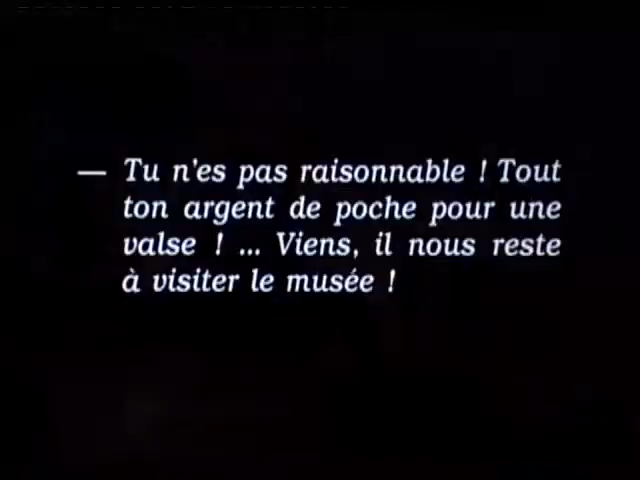 — Tu n'es pas raisonnable ! Tout
ton argent de poche pour une
valse ! ... Viens, il nous reste
à visiter le musée !